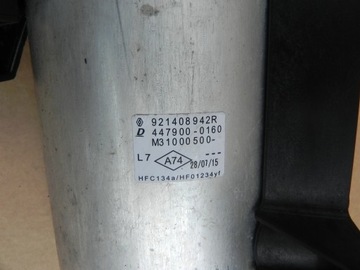 921408942R
D 447900-0160
M31000500-
L7 A74 ---
28/07/15
HFC134a/HFO1234yf